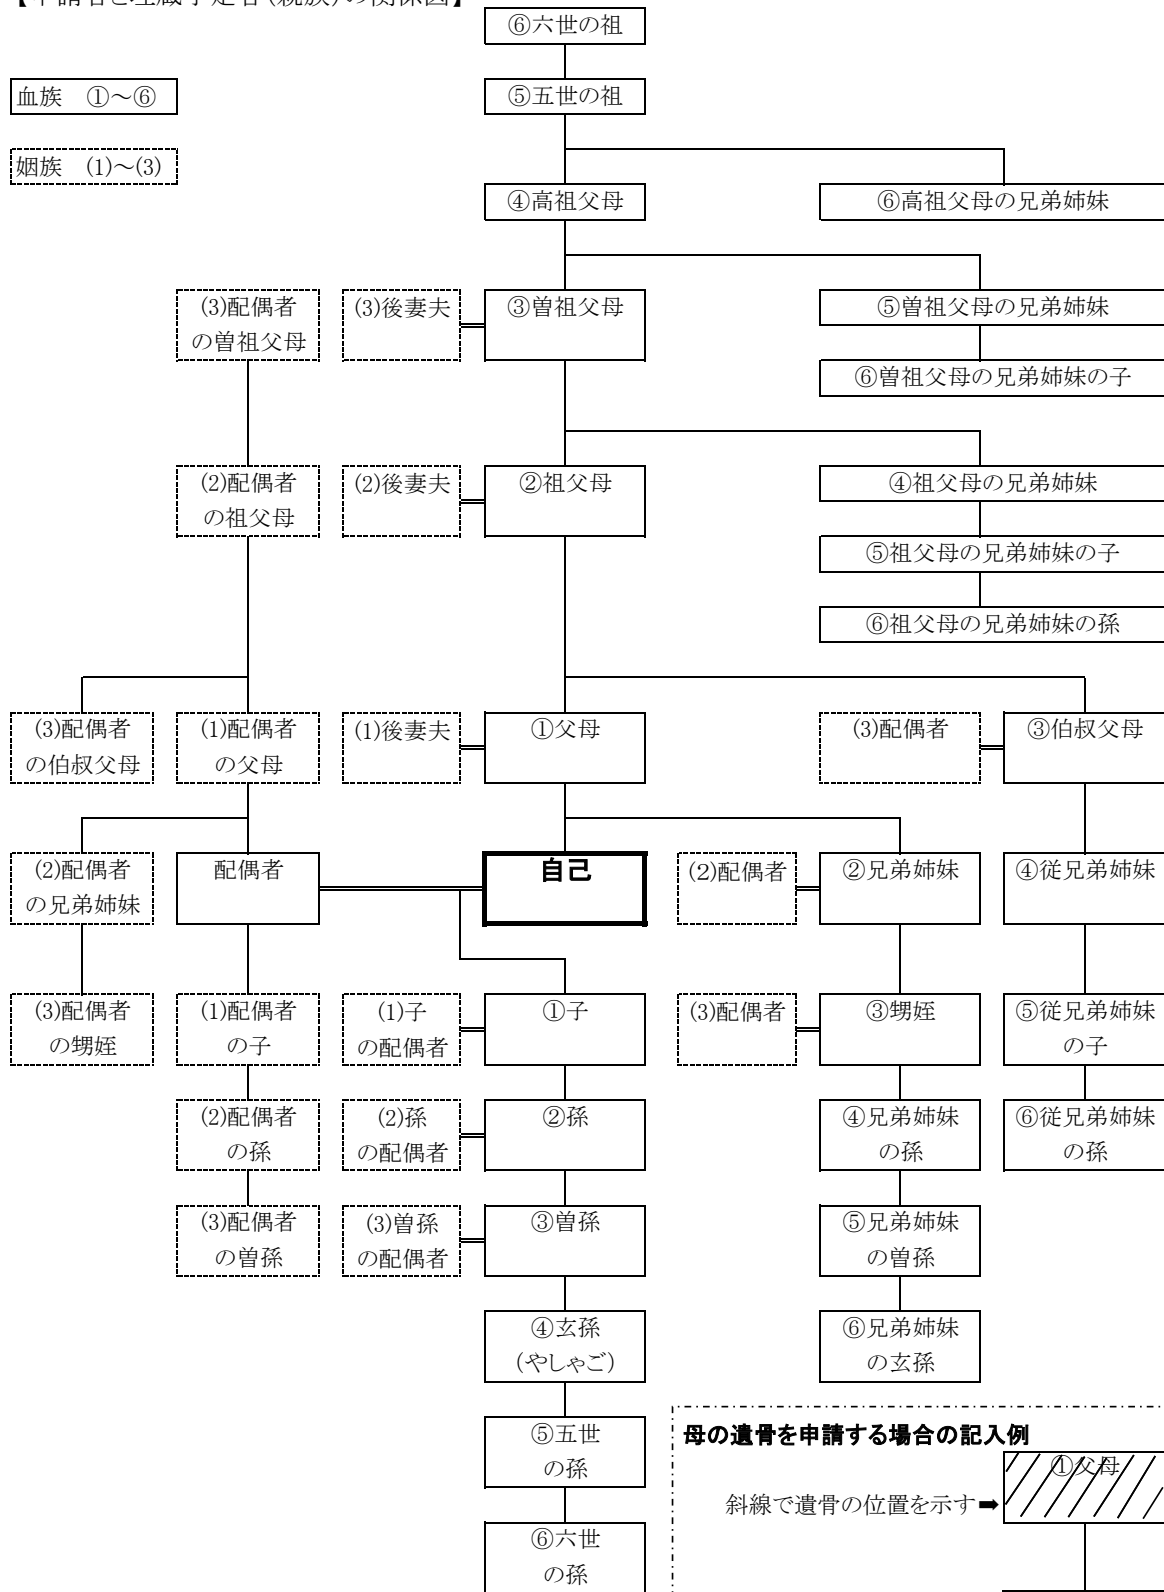 ⑥六世の祖
血族 ①～⑥
⑤五世の祖
姻族 (1)～(3)
④高祖父母
⑥高祖父母の兄弟姉妹
(3)配偶者
の曽祖父母
(3)後妻夫
③曽祖父母
⑤曽祖父母の兄弟姉妹
⑥曽祖父母の兄弟姉妹の子
(2)配偶者
の祖父母
(2)後妻夫
②祖父母
④祖父母の兄弟姉妹
⑤祖父母の兄弟姉妹の子
⑥祖父母の兄弟姉妹の孫
(3)配偶者
の伯叔父母
(1)配偶者
の父母
(1)後妻夫
①父母
(3)配偶者
③伯叔父母
(2)配偶者
の兄弟姉妹
配偶者
自己
(2)配偶者
②兄弟姉妹
④従兄弟姉妹
(3)配偶者
の甥姪
(1)配偶者
の子
(1)子
の配偶者
①子
(3)配偶者
③甥姪
⑤従兄弟姉妹
の子
(2)配偶者
の孫
(2)孫
の配偶者
②孫
④兄弟姉妹
の孫
⑥従兄弟姉妹
の孫
(3)配偶者
の曽孫
(3)曽孫
の配偶者
③曽孫
⑤兄弟姉妹
の曽孫
④玄孫
(やしゃご)
⑥兄弟姉妹
の玄孫
⑤五世
の孫
母の遺骨を申請する場合の記入例
①父母
斜線で遺骨の位置を示す➡
⑥六世
の孫